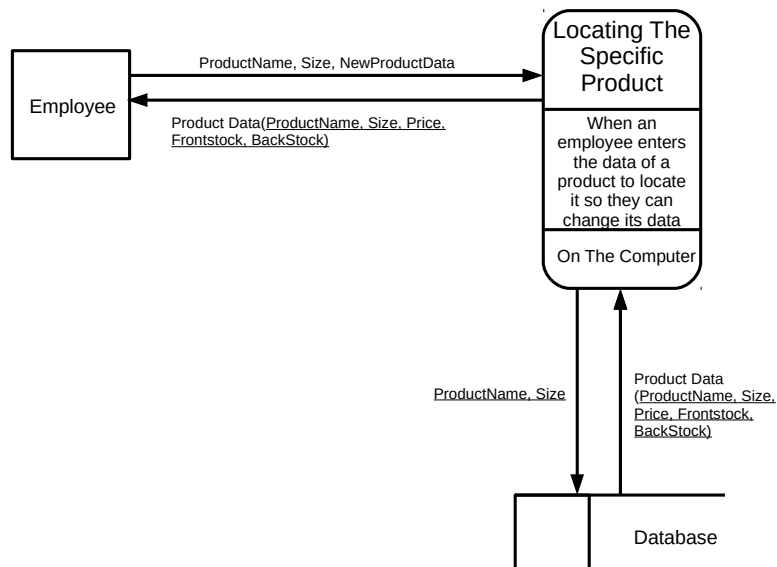 Locating The
Specific
Product
ProductName, Size, NewProductData
Employee
Product Data(ProductName, Size, Price,
Frontstock, BackStock)
When an
employee enters
the data of a
product to locate
it so they can
change its data
On The Computer
ProductName, Size
Product Data
(ProductName, Size,
Price, Frontstock,
BackStock)
Database